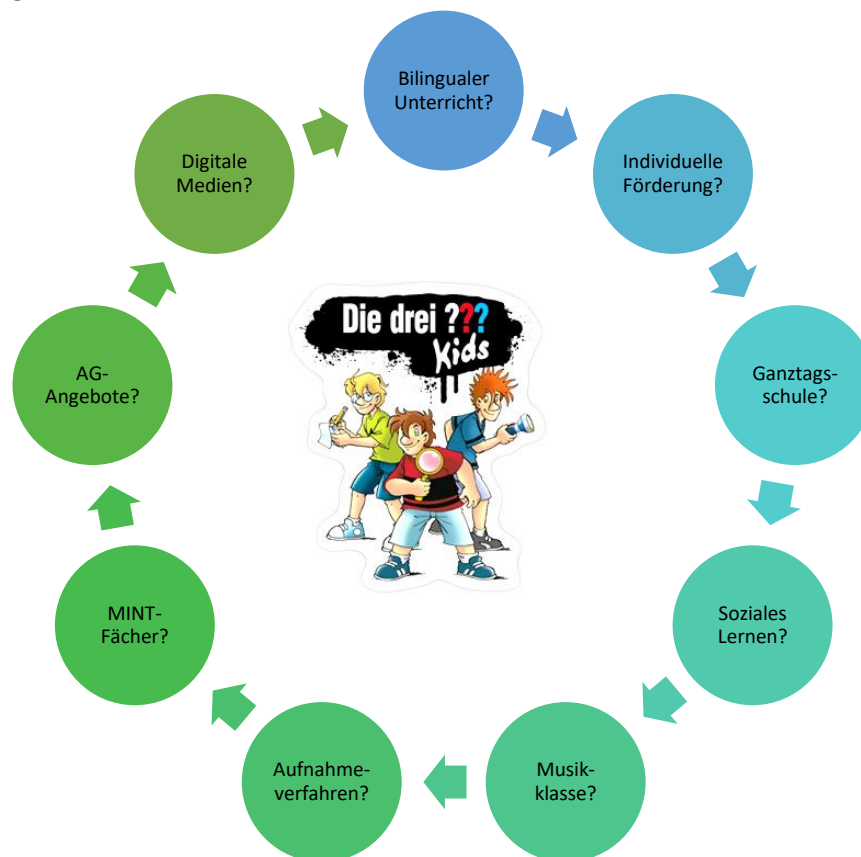 Bilingualer
Unterricht?
Individuelle
Förderung?
Ganztags-
schule?
Soziales
Lernen?
Musik-
klasse?
Aufnahme-
verfahren?
MINT-
Fächer?
AG-
Angebote?
Digitale
Medien?
Die drei ???
Kids